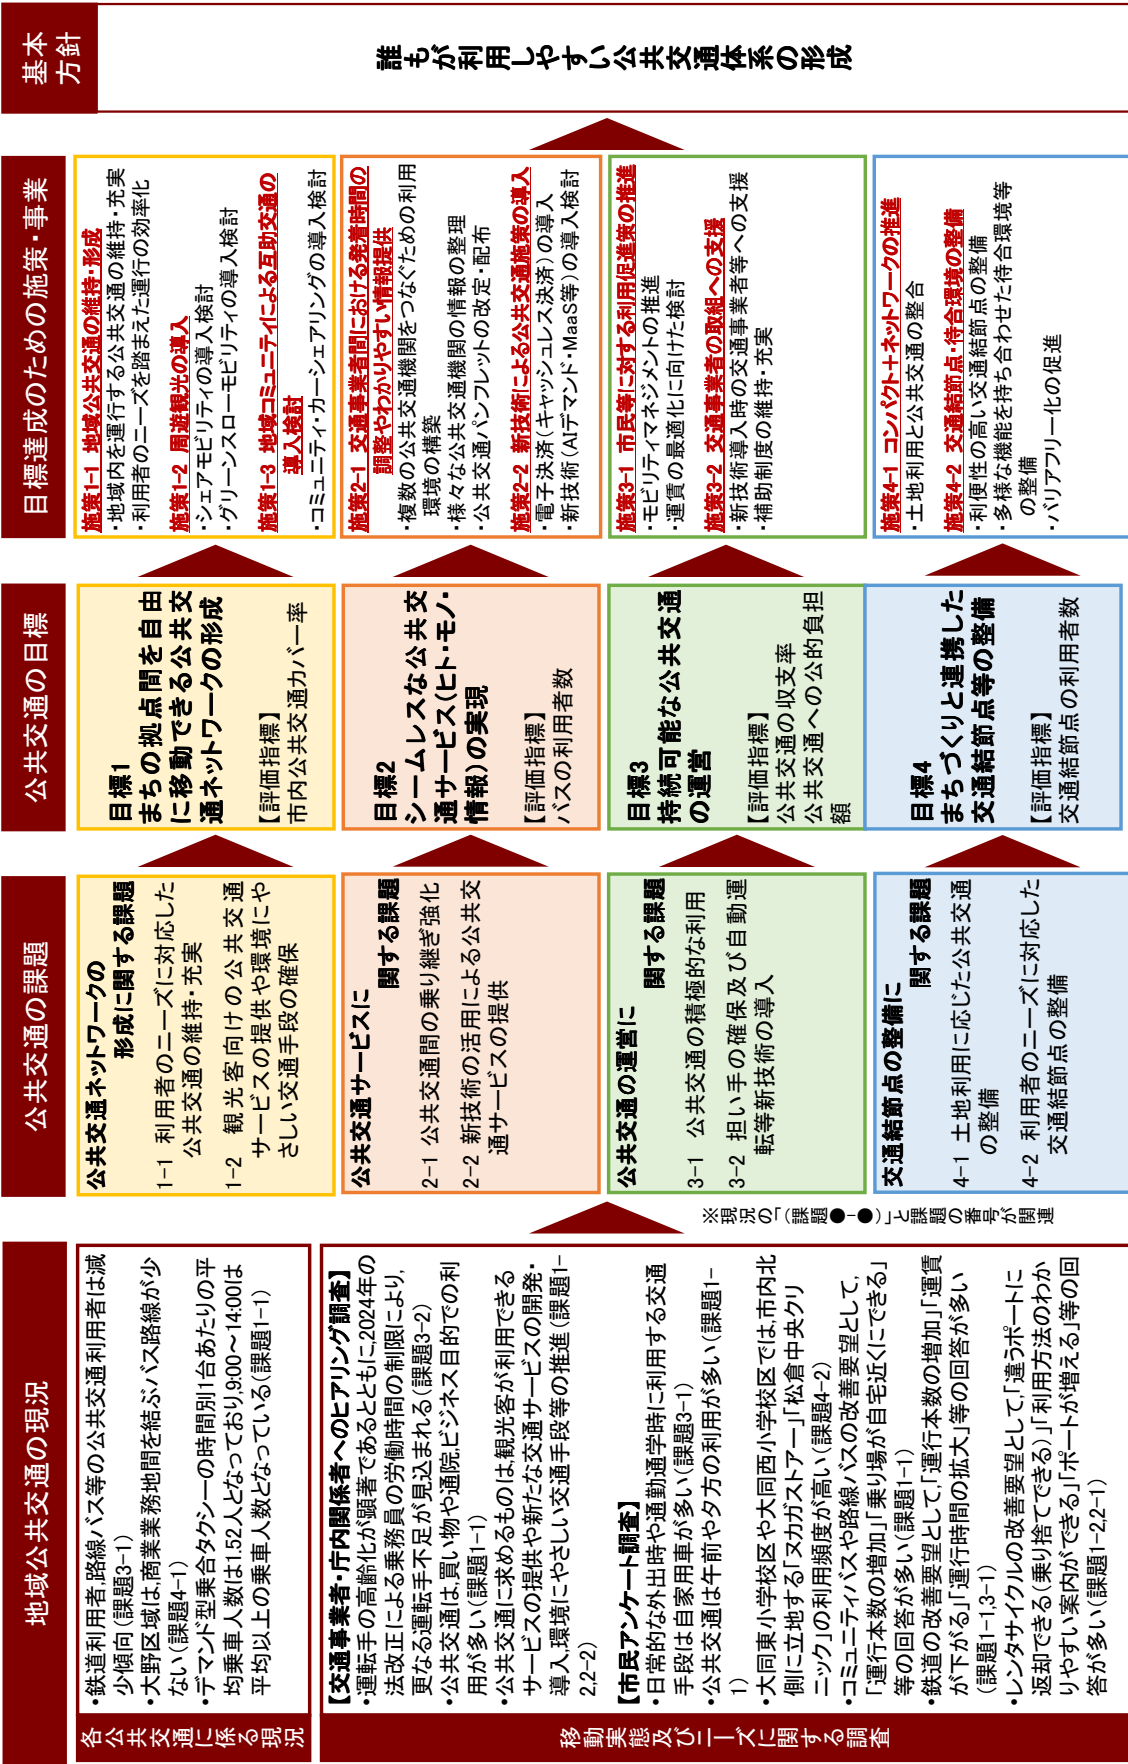 地域公共交通の現況
各公共交通に係る現況
・鉄道利用者、路線バス等の公共交通利用者は減
少傾向(課題3-1)
・大野区域は、商業業務地間を結ぶバス路線が少
ない(課題4-1)
・デマンド型乗合タクシーの時間別1台あたりの平
均乗車人数は1.52人となっており、9:00～14:00は
平均以上の乗車人数となっている(課題1-1)
移動実態及びニーズに関する調査
【交通事業者・庁内関係者へのヒアリング調査】
・運転手の高齢化が顕著であるとともに、2024年の
法改正による乗務員の労働時間の制限により、
更なる運転手不足が見込まれる(課題3-2)
・公共交通は、買い物や通院、ビジネス目的での利
用が多い(課題1-1)
・公共交通に求めるものは、観光客が利用できる
サービスの提供や新たな交通サービスの開発・
導入、環境にやさしい交通手段等の推進(課題1-
2,2-2)
【市民アンケート調査】
・日常的な外出時や通勤通学時に利用する交通
手段は自家用車が多い(課題3-1)
・公共交通は午前や夕方の利用が多い(課題1-
1)
・大同東小学校区や大同西小学校区では、市内北
側に立地する「ヌカガストアー」「松倉中央クリ
ニック」の利用頻度が高い(課題4-2)
・コミュニティバスや路線バスの改善要望として、
「運行本数の増加」「乗り場が自宅近くにできる」
等の回答が多い(課題1-1)
・鉄道の改善要望として、「運行本数の増加」「運賃
が下がる」「運行時間の拡大」等の回答が多い
(課題1-1,3-1)
・レンタサイクルの改善要望として、「違うポートに
返却できる(乗り捨てできる)」「利用方法のわか
りやすい案内ができる」「ポートが増える」等の回
答が多い(課題1-2,2-1)
※現況の「(課題●-●)」と課題の番号が関連
公共交通の課題
公共交通ネットワークの
形成に関する課題
1-1 利用者のニーズに対応した
公共交通の維持・充実
1-2 観光客向けの公共交通
サービスの提供や環境にや
さしい交通手段の確保
公共交通サービスに
関する課題
2-1 公共交通間の乗り継ぎ強化
2-2 新技術の活用による公共交
通サービスの提供
公共交通の運営に
関する課題
3-1 公共交通の積極的な利用
3-2 担い手の確保及び自動運
転等新技術の導入
交通結節点の整備に
関する課題
4-1 土地利用に応じた公共交通
の整備
4-2 利用者のニーズに対応した
交通結節点の整備
公共交通の目標
目標1
まちの拠点間を自由
に移動できる公共交
通ネットワークの形成
【評価指標】
市内公共交通カバー率
目標2
シームレスな公共交
通サービス(ヒト・モノ・
情報)の実現
【評価指標】
バスの利用者数
目標3
持続可能な公共交通
の運営
【評価指標】
公共交通の収支率
公共交通への公的負担
額
目標4
まちづくりと連携した
交通結節点等の整備
【評価指標】
交通結節点の利用者数
目標達成のための施策・事業
施策1-1 地域公共交通の維持・形成
・地域内を運行する公共交通の維持・充実
・利用者のニーズを踏まえた運行の効率化
施策1-2 周遊観光の導入
・シェアモビリティの導入検討
・グリーンスローモビリティの導入検討
施策1-3 地域コミュニティによる互助交通の
導入検討
・コミュニティ・カーシェアリングの導入検討
施策2-1 交通事業者間における発着時間の
調整やわかりやすい情報提供
・複数の公共交通機関をつなぐための利用
環境の構築
・様々な公共交通機関の情報の整理
・公共交通パンフレットの改定・配布
施策2-2 新技術による公共交通施策の導入
・電子決済(キャッシュレス決済)の導入
・新技術(AIデマンド・MaaS等)の導入検討
施策3-1 市民等に対する利用促進策の推進
・モビリティマネジメントの推進
・運賃の最適化に向けた検討
施策3-2 交通事業者の取組への支援
・新技術導入時の交通事業者等への支援
・補助制度の維持・充実
施策4-1 コンパクト＋ネットワークの推進
・土地利用と公共交通の整合
施策4-2 交通結節点・待合環境の整備
・利便性の高い交通結節点の整備
・多様な機能を持ち合わせた待合環境等
の整備
・バリアフリー化の促進
基本
方針
誰もが利用しやすい公共交通体系の形成